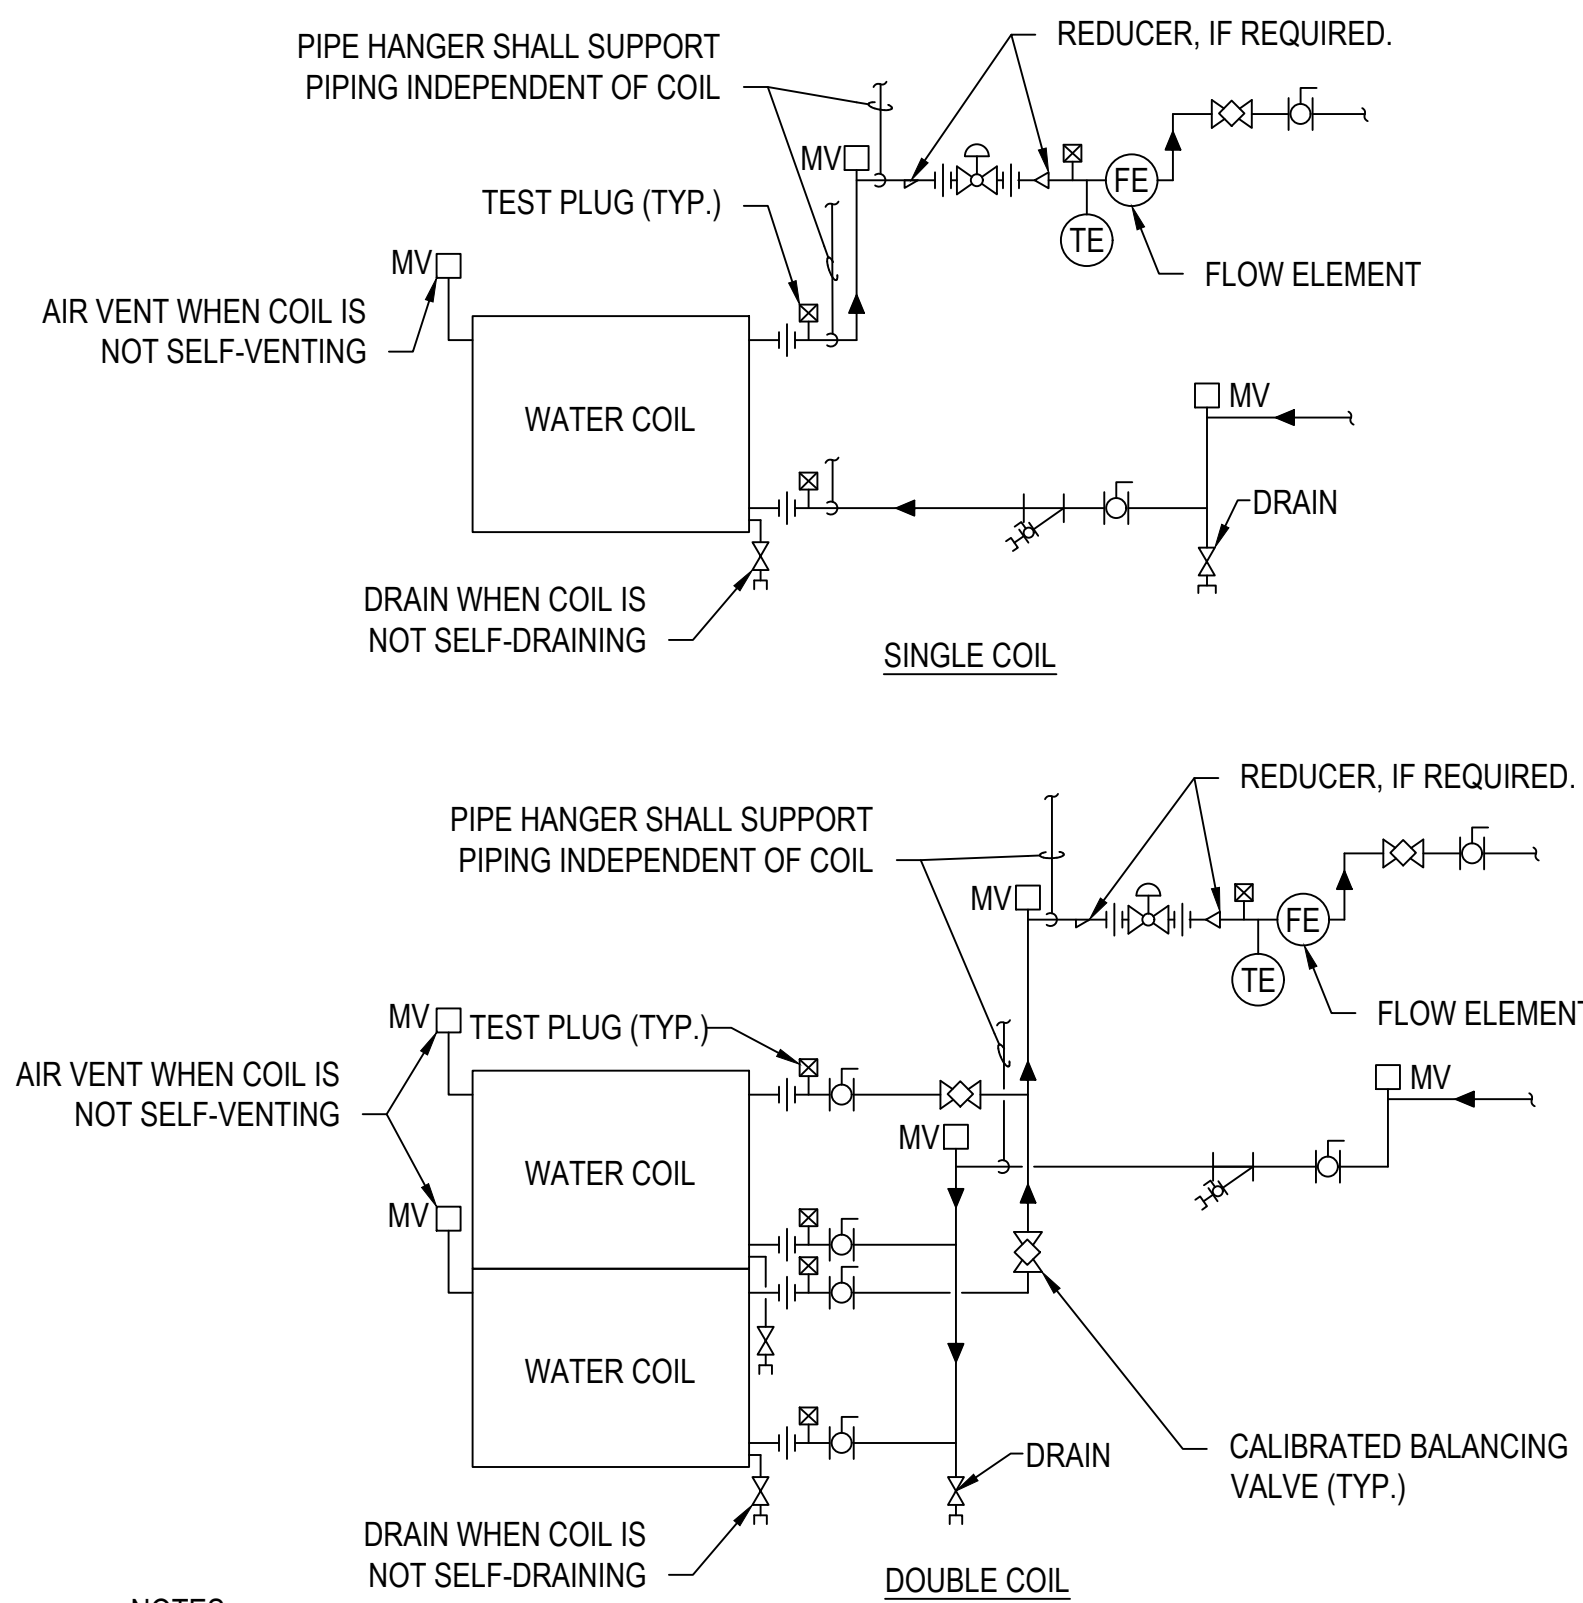 PIPE HANGER SHALL SUPPORT
PIPING INDEPENDENT OF COIL
REDUCER, IF REQUIRED.
MV
TEST PLUG (TYP.)
FE
TE
FLOW ELEMENT
MV
AIR VENT WHEN COIL IS
NOT SELF-VENTING
WATER COIL
MV
DRAIN
DRAIN WHEN COIL IS
NOT SELF-DRAINING
SINGLE COIL
REDUCER, IF REQUIRED.
PIPE HANGER SHALL SUPPORT
PIPING INDEPENDENT OF COIL
MV
FE
TE
FLOW ELEMENT
MV
TEST PLUG (TYP.)
AIR VENT WHEN COIL IS
NOT SELF-VENTING
MV
MV
WATER COIL
MV
WATER COIL
DRAIN
CALIBRATED BALANCING
VALVE (TYP.)
DRAIN WHEN COIL IS
NOT SELF-DRAINING
DOUBLE COIL
NOTES